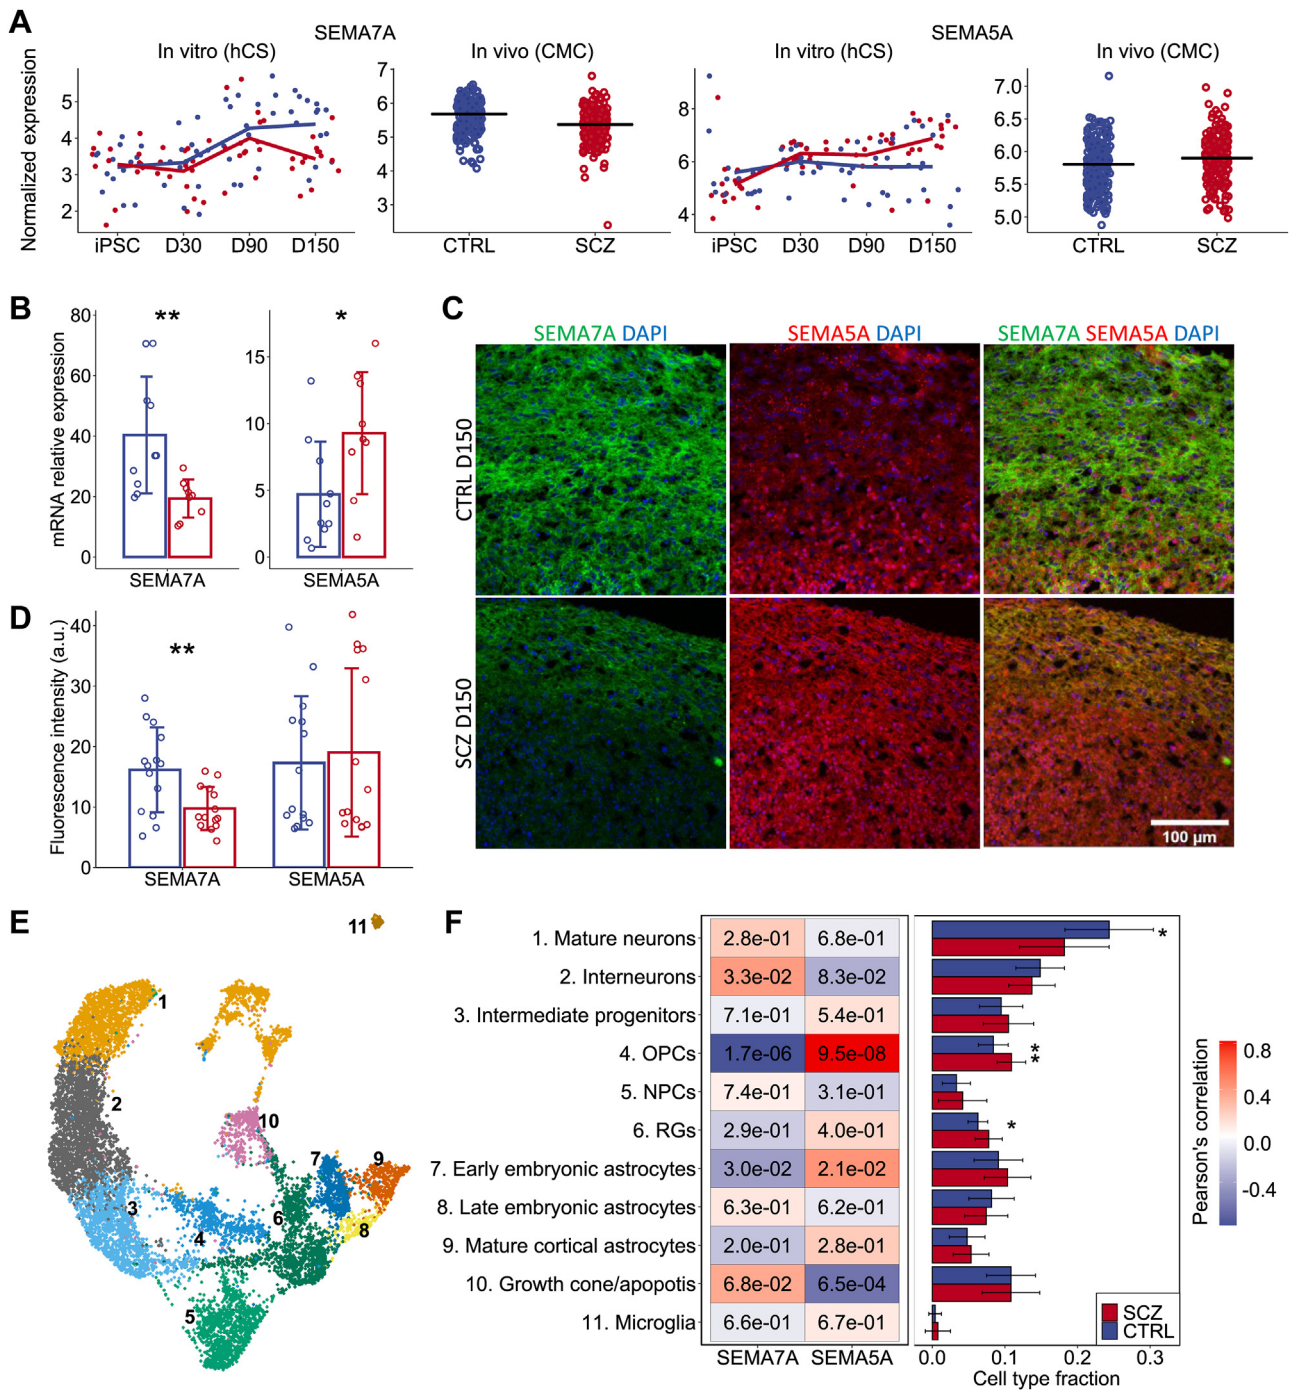 A
SEMA7A
SEMA5A
In vitro (hCS)
In vivo (CMC)
In vitro (hCS)
In vivo (CMC)
Normalized expression
5
4
3
2
iPSC D30 D90 D150
7
6
5
4
3
CTRL SCZ
8
6
4
iPSC D30 D90 D150
7.0
6.5
6.0
5.5
5.0
CTRL SCZ
B
mRNA relative expression
80
60
40
20
0
**
SEMA7A
15
10
5
0
*
SEMA5A
C
SEMA7A DAPI
SEMA5A DAPI
SEMA7A SEMA5A DAPI
CTRL D150
SCZ D150
100 µm
D
Fluorescence intensity (a.u.)
40
30
20
10
0
**
SEMA7A SEMA5A
E
11
1
2
10
7
9
3
6
4
8
5
F
1. Mature neurons 2.8e-01 6.8e-01 *
2. Interneurons 3.3e-02 8.3e-02
3. Intermediate progenitors 7.1e-01 5.4e-01
4. OPCs 1.7e-06 9.5e-08 **
5. NPCs 7.4e-01 3.1e-01
6. RGs 2.9e-01 4.0e-01 *
7. Early embryonic astrocytes 3.0e-02 2.1e-02
8. Late embryonic astrocytes 6.3e-01 6.2e-01
9. Mature cortical astrocytes 2.0e-01 2.8e-01
10. Growth cone/apopotis 6.8e-02 6.5e-04
11. Microglia 6.6e-01 6.7e-01
SEMA7A SEMA5A
SCZ
CTRL
0.0 0.1 0.2 0.3
Cell type fraction
Pearson's correlation
0.8
0.4
0.0
-0.4